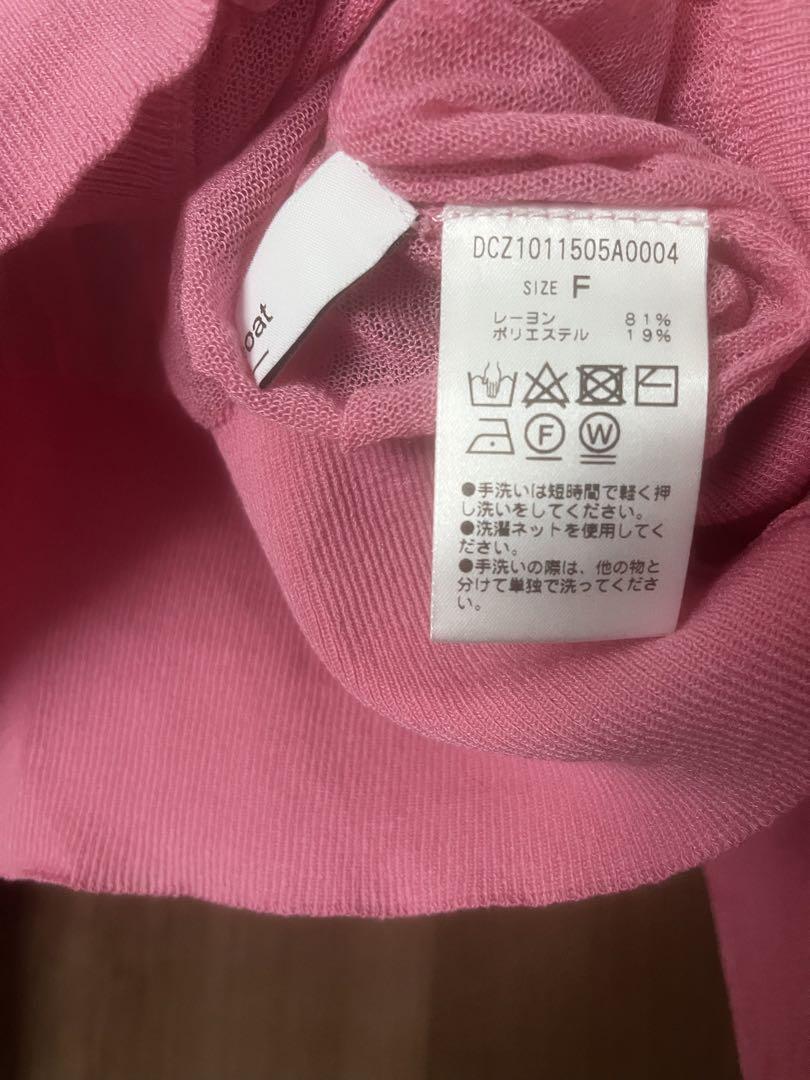 oat
DCZ1011505A0004
SIZE F
レーヨン 81%
ポリエステル 19%
F W
●手洗いは短時間で軽く押
し洗いをしてください。
●洗濯ネットを使用してく
ださい。
●手洗いの際は、他の物と
分けて単独で洗ってくださ
い。